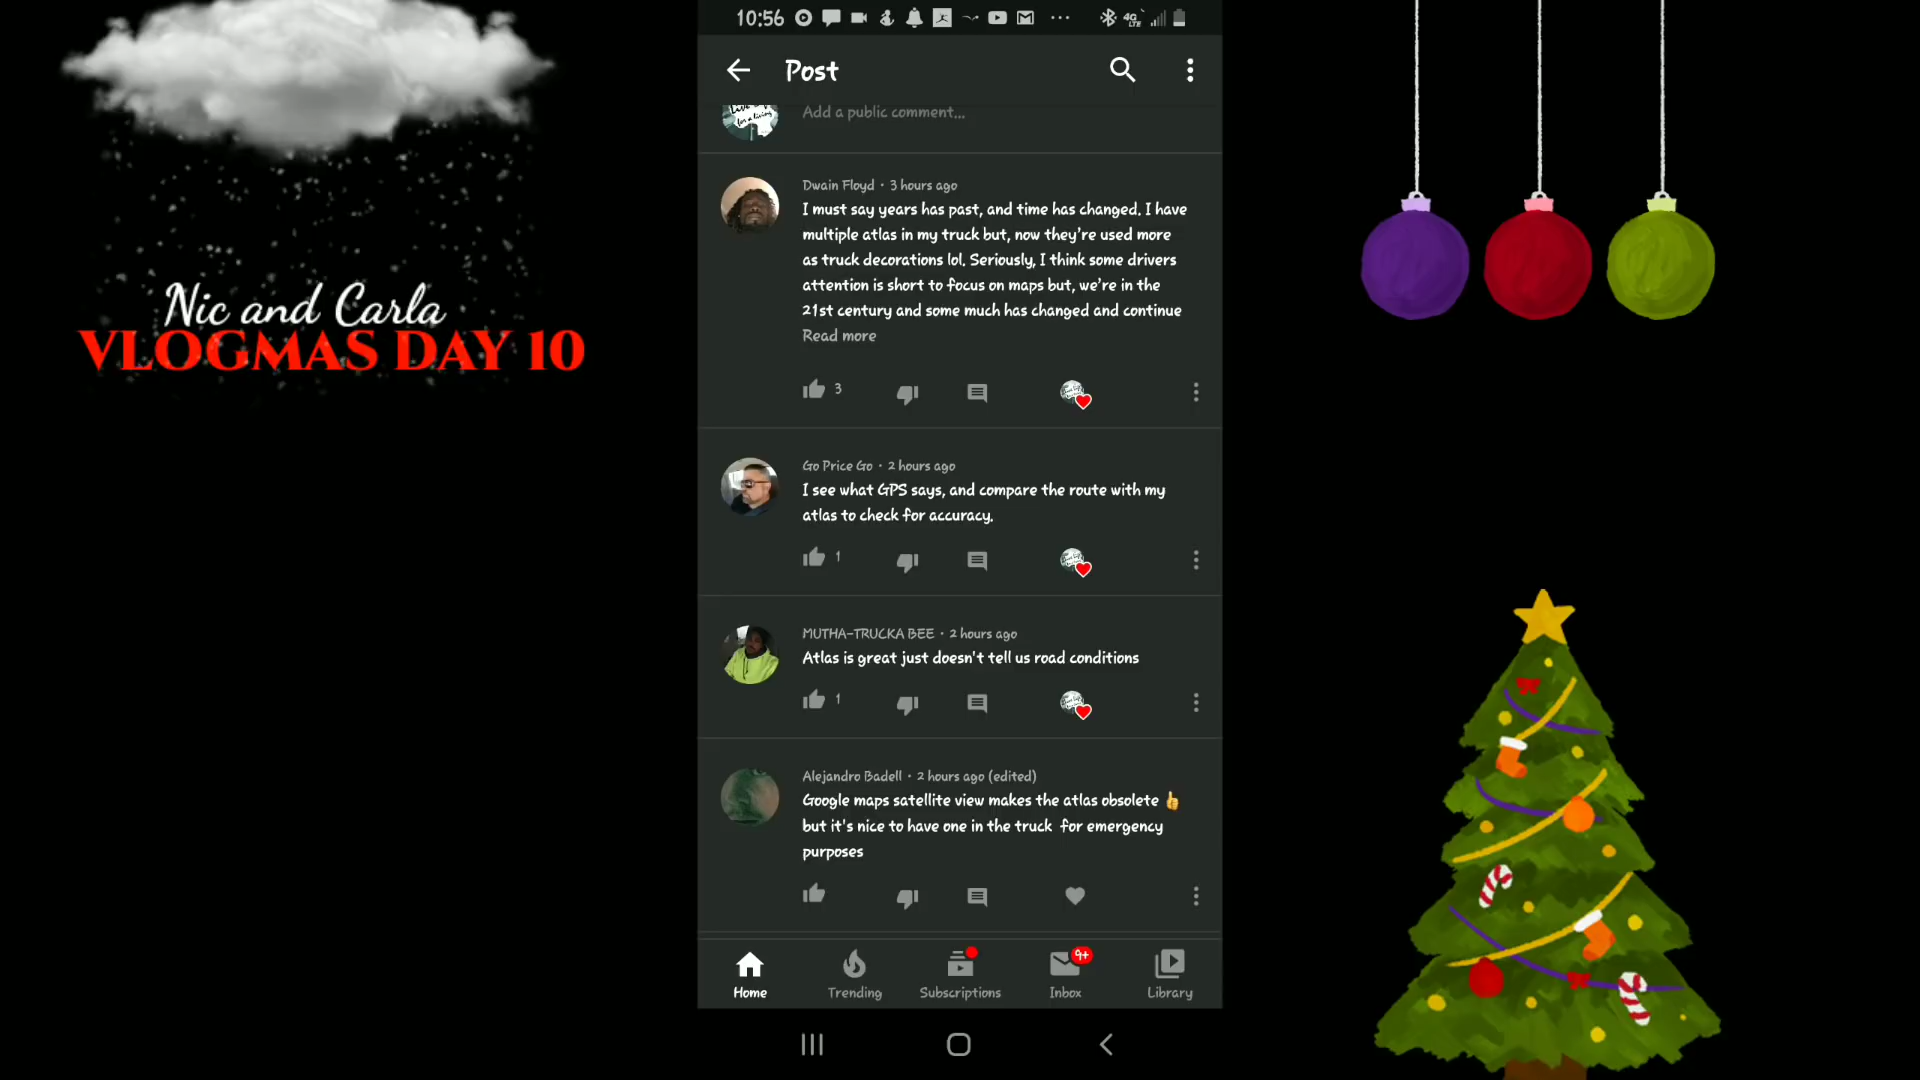 Nic and Carla
VLOGMAS DAY 10
10:56
4G LTE
Post
for a living
Add a public comment...
Dwain Floyd • 3 hours ago
I must say years has past, and time has changed. I have
multiple atlas in my truck but, now they're used more
as truck decorations lol. Seriously, I think some drivers
attention is short to focus on maps but, we're in the
21st century and some much has changed and continue
Read more
3
Go Price Go • 2 hours ago
I see what GPS says, and compare the route with my
atlas to check for accuracy.
1
MUTHA-TRUCKA BEE • 2 hours ago
Atlas is great just doesn't tell us road conditions
1
Alejandro Badell • 2 hours ago (edited)
Google maps satellite view makes the atlas obsolete 👍
but it's nice to have one in the truck for emergency
purposes
9+
Home Trending Subscriptions Inbox Library